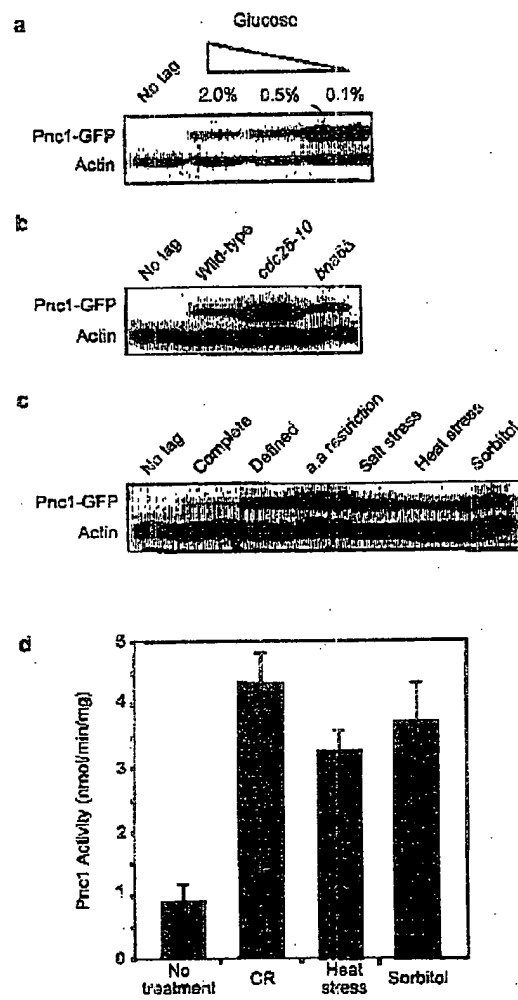 a
Glucose
No tag
2.0% 0.5% 0.1%
Pnc1-GFP
Actin
b
No tag Wild-type cdc25-10 bna6Δ
Pnc1-GFP
Actin
c
No tag Complete Defined a.a restriction Salt stress Heat stress Sorbitol
Pnc1-GFP
Actin
d
Pnc1 Activity (nmol/min/mg)
5
4
3
2
1
0
No treatment CR Heat stress Sorbitol